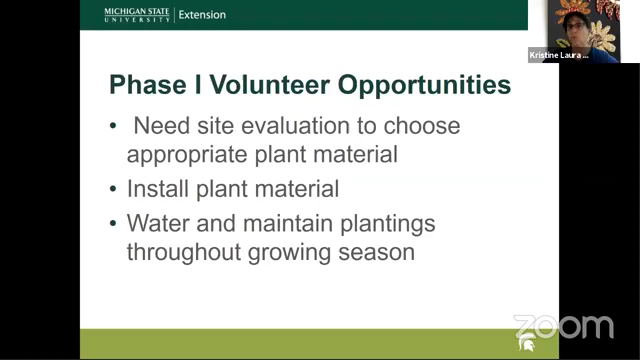 MICHIGAN STATE
UNIVERSITY
Extension
Kristine Laura ...
Phase I Volunteer Opportunities
• Need site evaluation to choose
appropriate plant material
• Install plant material
• Water and maintain plantings
throughout growing season
zoom